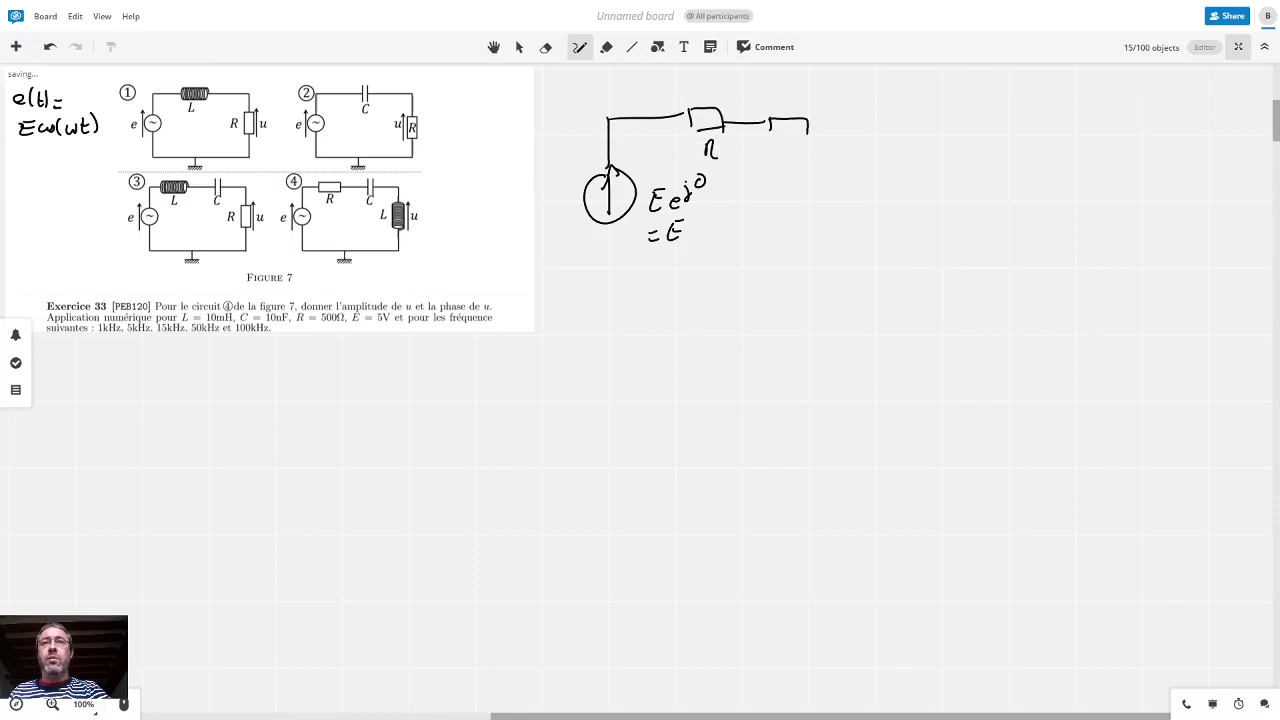 Board Edit View Help
Unnamed board
@ All participants
Share
B
T
Comment
15/100 objects
Editor
saving...
e(t) =
E cos(ωt)
① L e R u
② C e u R
③ L C e R u
④ R C e L u
FIGURE 7
Exercice 33 [PEB120] Pour le circuit ④ de la figure 7, donner l'amplitude de u et la phase de u.
Application numérique pour L = 10mH, C = 10nF, R = 500Ω, E = 5V et pour les fréquence
suivantes : 1kHz, 5kHz, 15kHz, 50kHz et 100kHz.
R
E e^{j0}
= E
100%